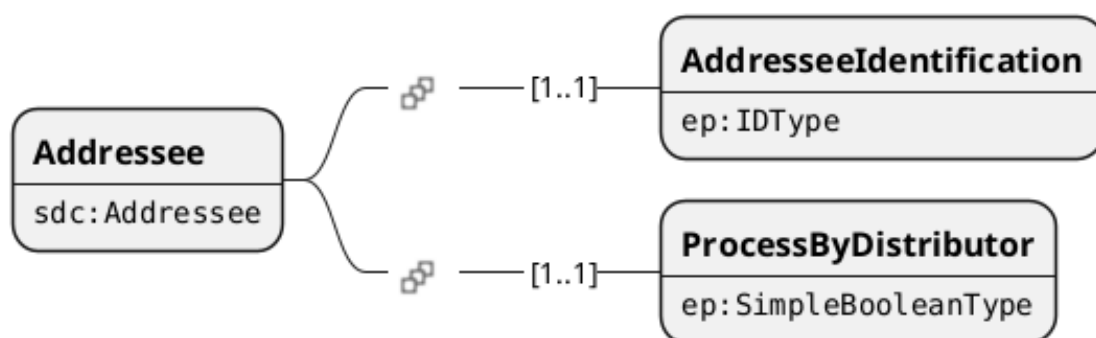 Addressee
sdc:Addressee
[1..1]
AddresseeIdentification
ep:IDType
[1..1]
ProcessByDistributor
ep:SimpleBooleanType